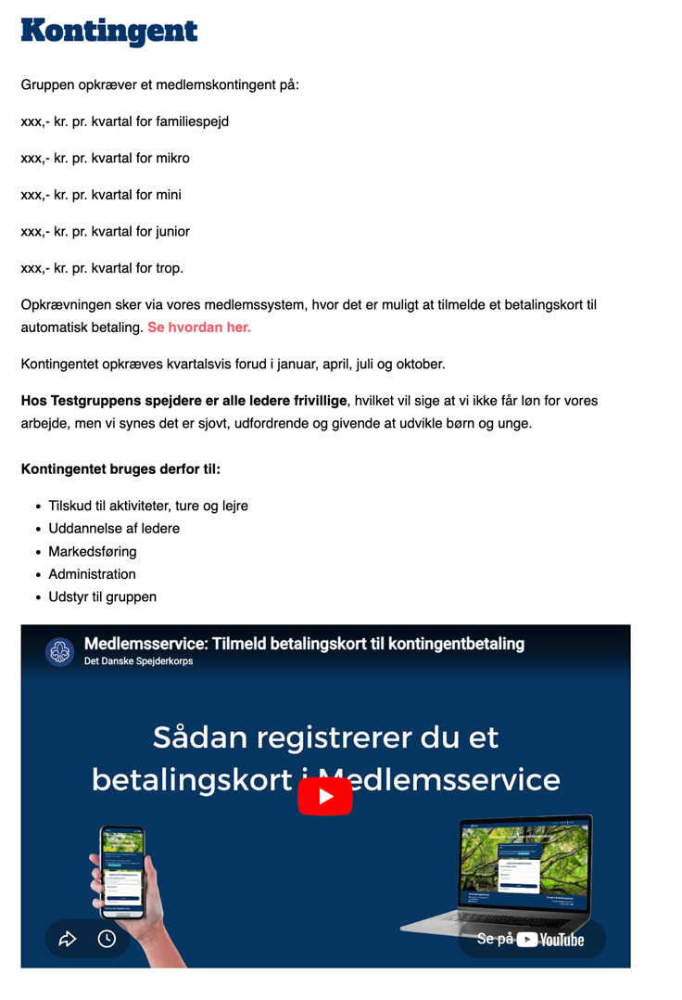 Kontingent
Gruppen opkræver et medlemskontingent på:
xxx,- kr. pr. kvartal for familiespejd
xxx,- kr. pr. kvartal for mikro
xxx,- kr. pr. kvartal for mini
xxx,- kr. pr. kvartal for junior
xxx,- kr. pr. kvartal for trop.
Opkrævningen sker via vores medlemssystem, hvor det er muligt at tilmelde et betalingskort til
automatisk betaling. Se hvordan her.
Kontingentet opkræves kvartalsvis forud i januar, april, juli og oktober.
Hos Testgruppens spejdere er alle ledere frivillige, hvilket vil sige at vi ikke får løn for vores
arbejde, men vi synes det er sjovt, udfordrende og givende at udvikle børn og unge.
Kontingentet bruges derfor til:
Tilskud til aktiviteter, ture og lejre
Uddannelse af ledere
Markedsføring
Administration
Udstyr til gruppen
Medlemsservice: Tilmeld betalingskort til kontingentbetaling
Det Danske Spejderkorps
Sådan registrerer du et
betalingskort i Medlemsservice
Se på YouTube